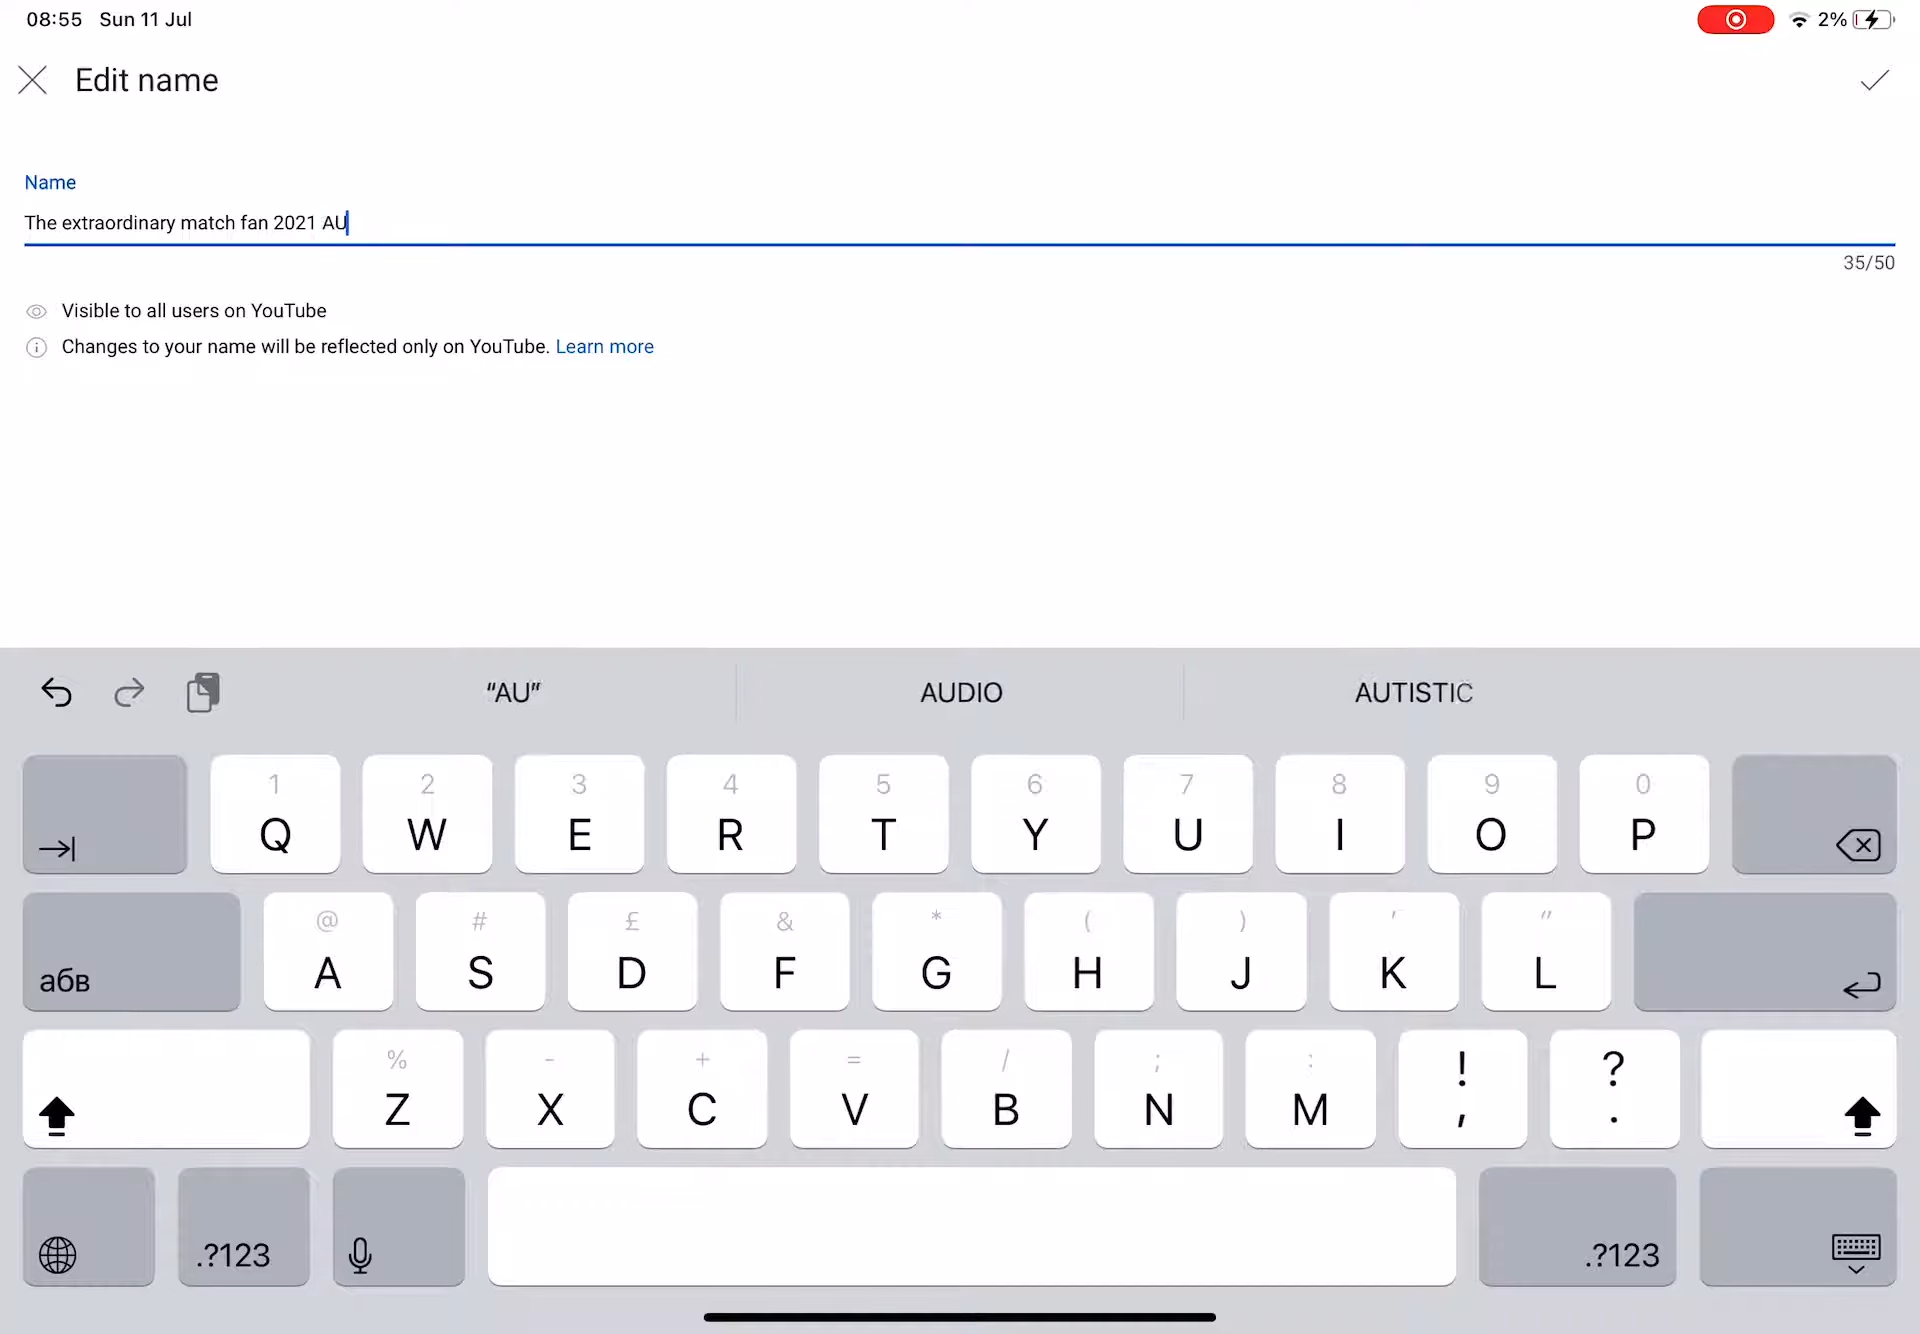 08:55 Sun 11 Jul 2%
Edit name
Name
The extraordinary match fan 2021 AU
35/50
Visible to all users on YouTube
Changes to your name will be reflected only on YouTube. Learn more
“AU” AUDIO AUTISTIC
1 2 3 4 5 6 7 8 9 0
Q W E R T Y U I O P
@ # £ & * ( ) ' "
абв A S D F G H J K L
% - + = / ; : ! ?
Z X C V B N M , .
.?123 .?123